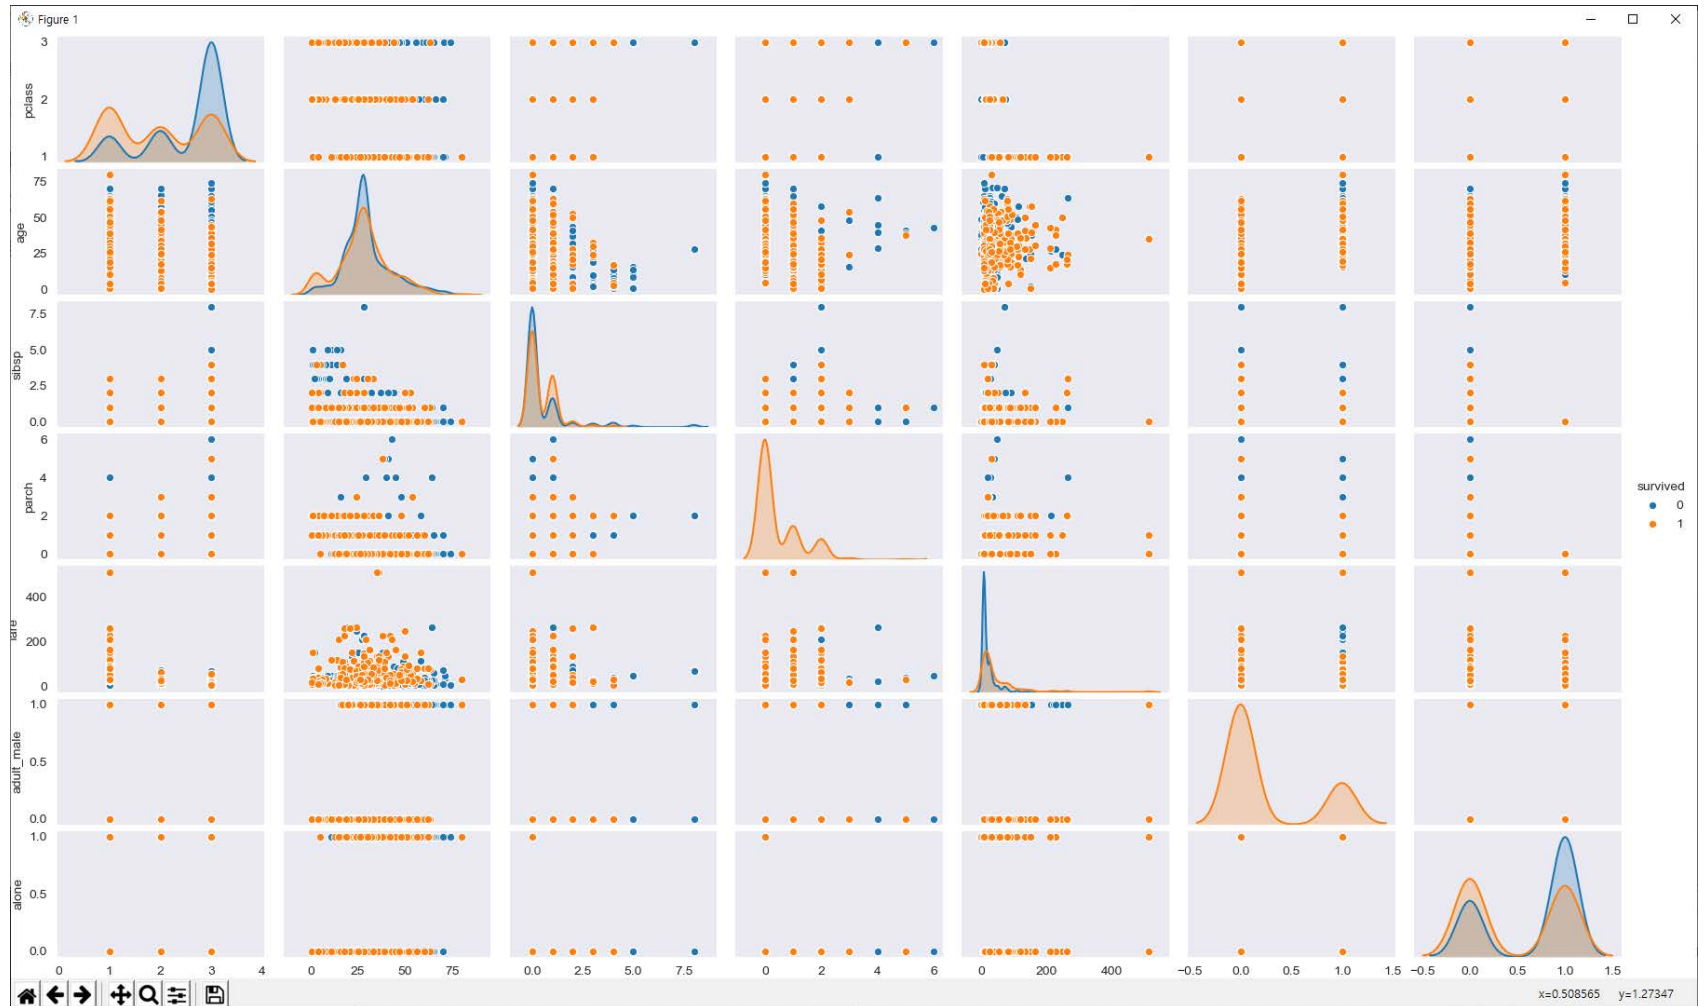 Figure 1
3
2
1
pclass
75
50
25
0
age
7.5
5.0
2.5
0.0
sibsp
6
4
2
0
parch
survived
0
1
400
200
0
fare
1.0
0.5
0.0
adult_male
1.0
0.5
0.0
alone
0 1 2 3 4
0 25 50 75
0.0 2.5 5.0 7.5
0 2 4 6
0 200 400
−0.5 0.0 0.5 1.0 1.5
−0.5 0.0 0.5 1.0 1.5
x=0.508565 y=1.27347